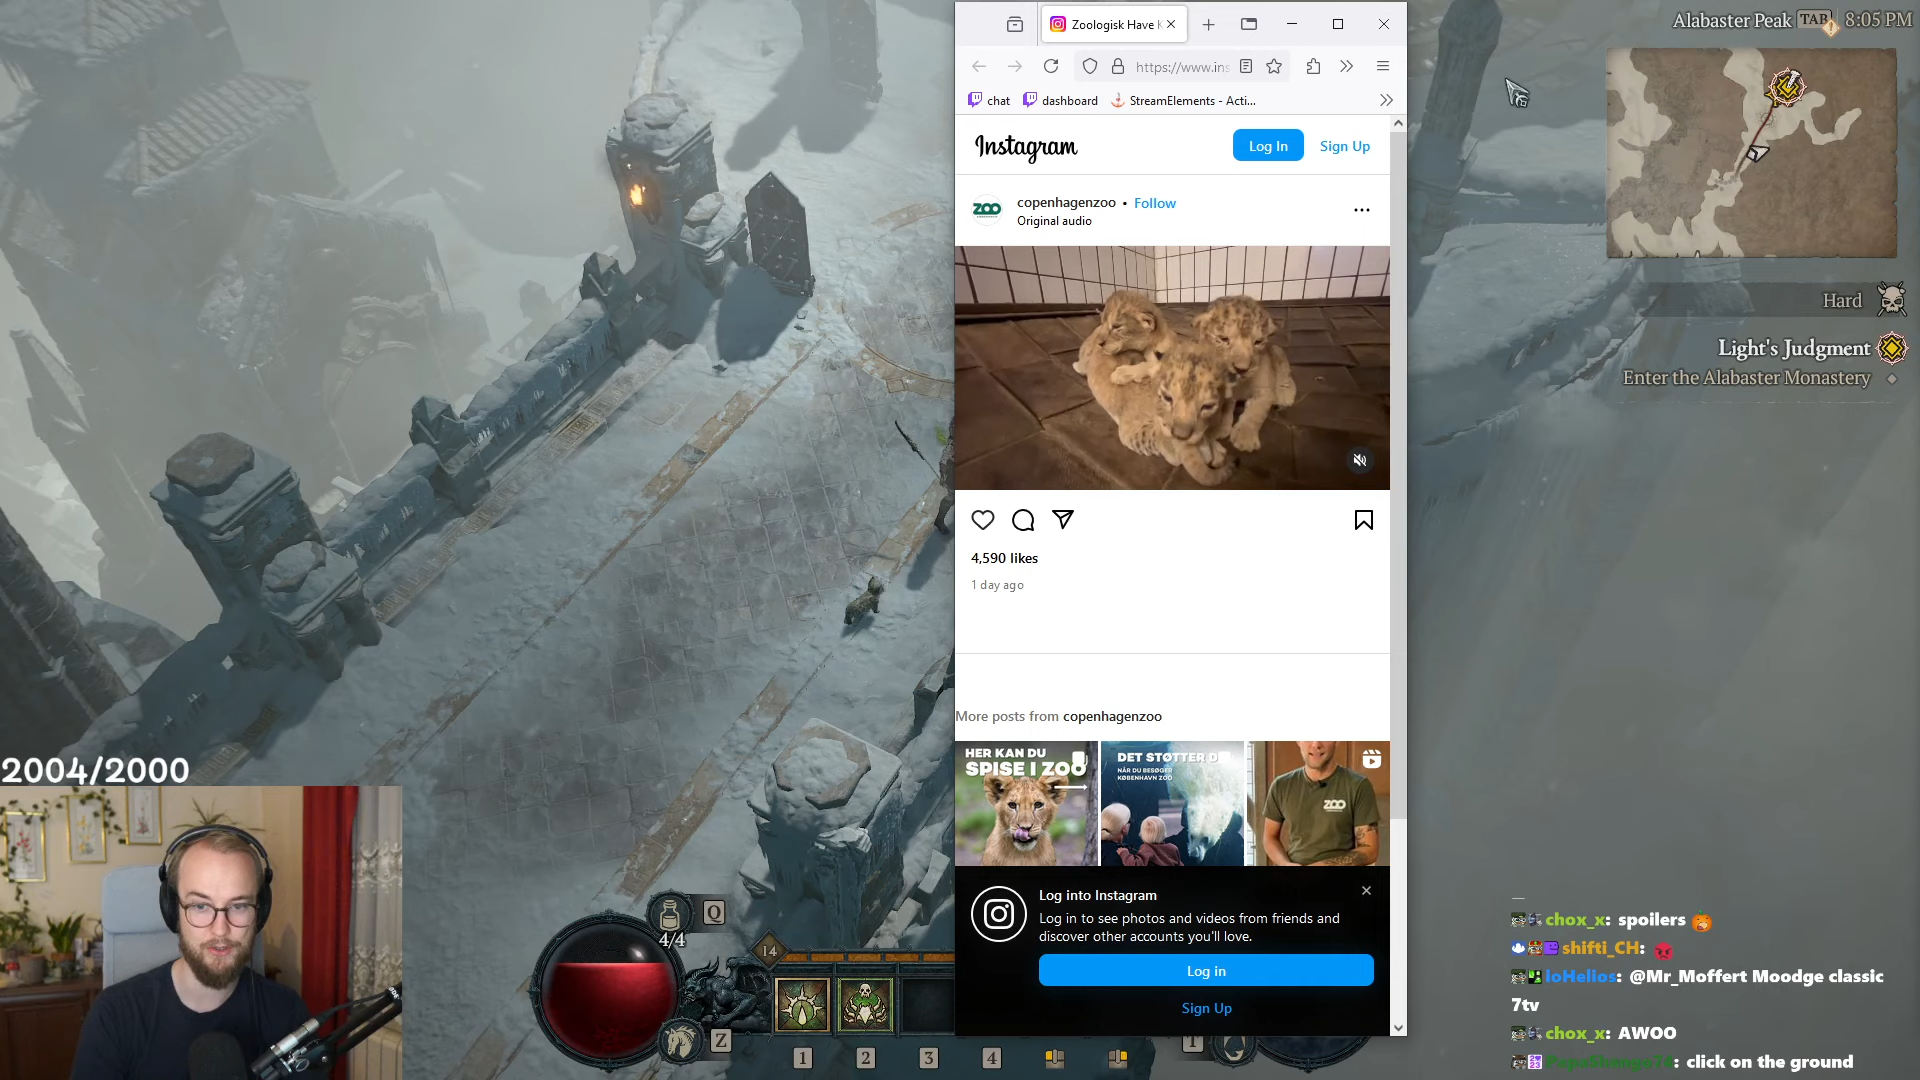 Zoologisk Have K
https://www.ins
chat
dashboard
StreamElements - Acti...
Instagram
Log In
Sign Up
ZOO
copenhagenzoo • Follow
Original audio
4,590 likes
1 day ago
More posts from copenhagenzoo
HER KAN DU
SPISE I ZOO
DET STØTTER D
NÅR DU BESØGER
KØBENHAVN ZOO
ZOO
Log into Instagram
Log in to see photos and videos from friends and
discover other accounts you'll love.
Log in
Sign Up
Alabaster Peak TAB 8:05 PM
Hard
Light's Judgment
Enter the Alabaster Monastery
2004/2000
4/4
Q
14
Z
1
2
3
4
T
chox_x: spoilers
shifti_CH:
loHelios: @Mr_Moffert Moodge classic
7tv
chox_x: AWOO
: click on the ground